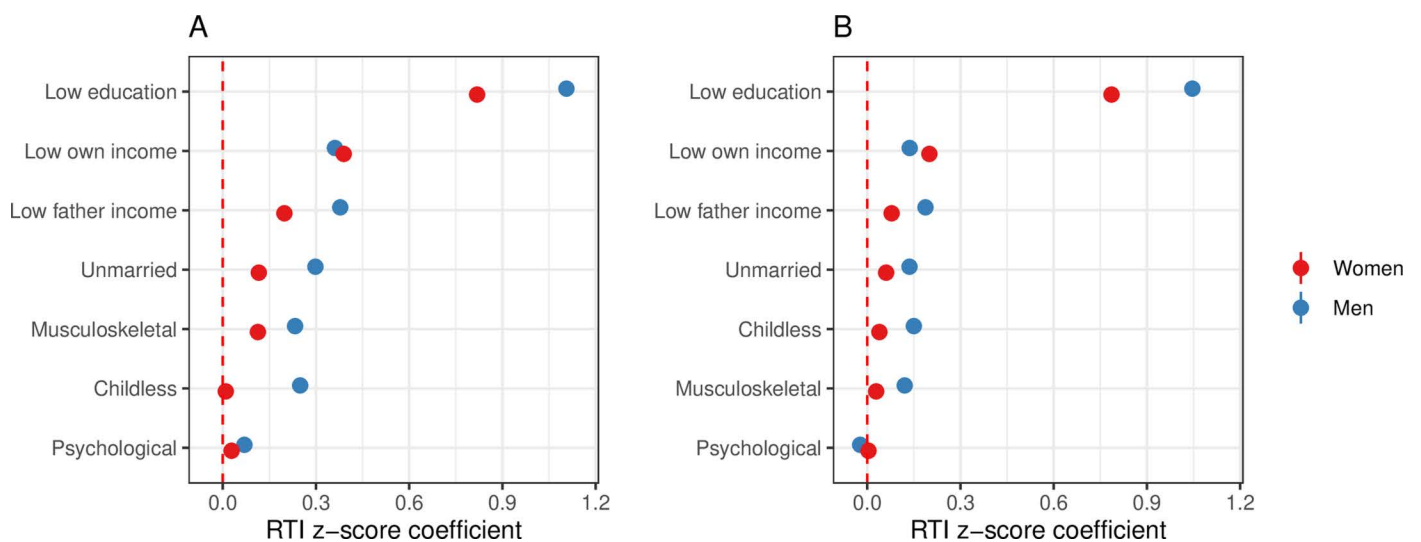 A
Low education
Low own income
Low father income
Unmarried
Musculoskeletal
Childless
Psychological
0.0 0.3 0.6 0.9 1.2
RTI z−score coefficient
B
Low education
Low own income
Low father income
Unmarried
Childless
Musculoskeletal
Psychological
0.0 0.3 0.6 0.9 1.2
RTI z−score coefficient
Women
Men